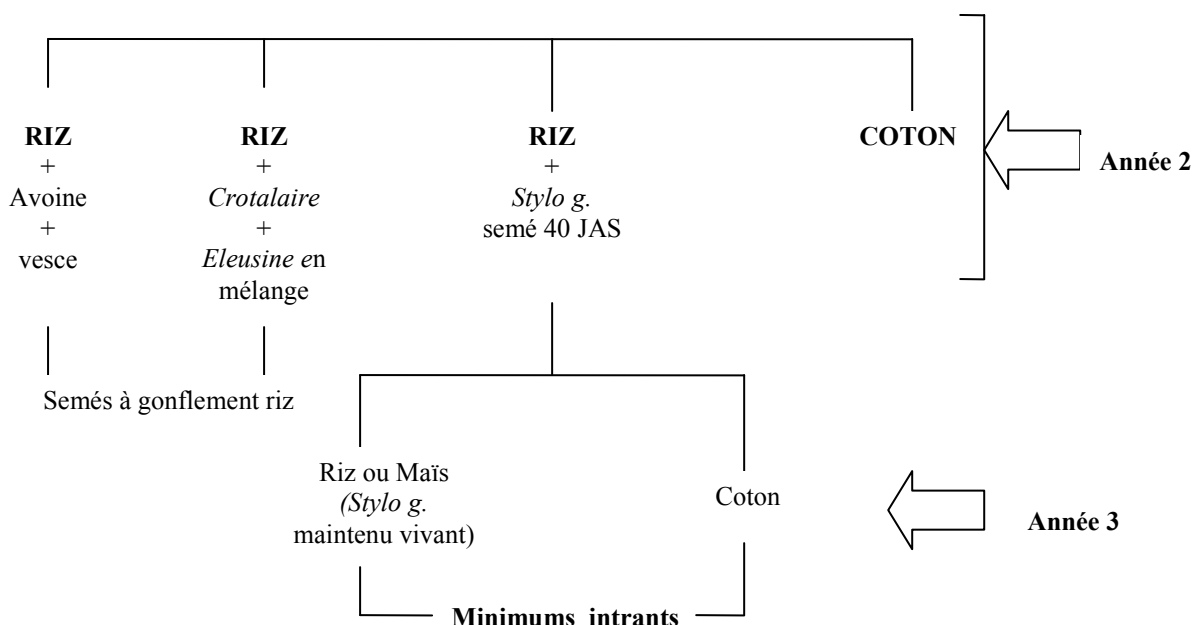 RIZ
+
Avoine
+
vesce
RIZ
+
Crotalaire
+
Eleusine en
mélange
RIZ
+
Stylo g.
semé 40 JAS
COTON
Année 2
Semés à gonflement riz
Riz ou Maïs
(Stylo g.
maintenu vivant)
Coton
Année 3
Minimums intrants